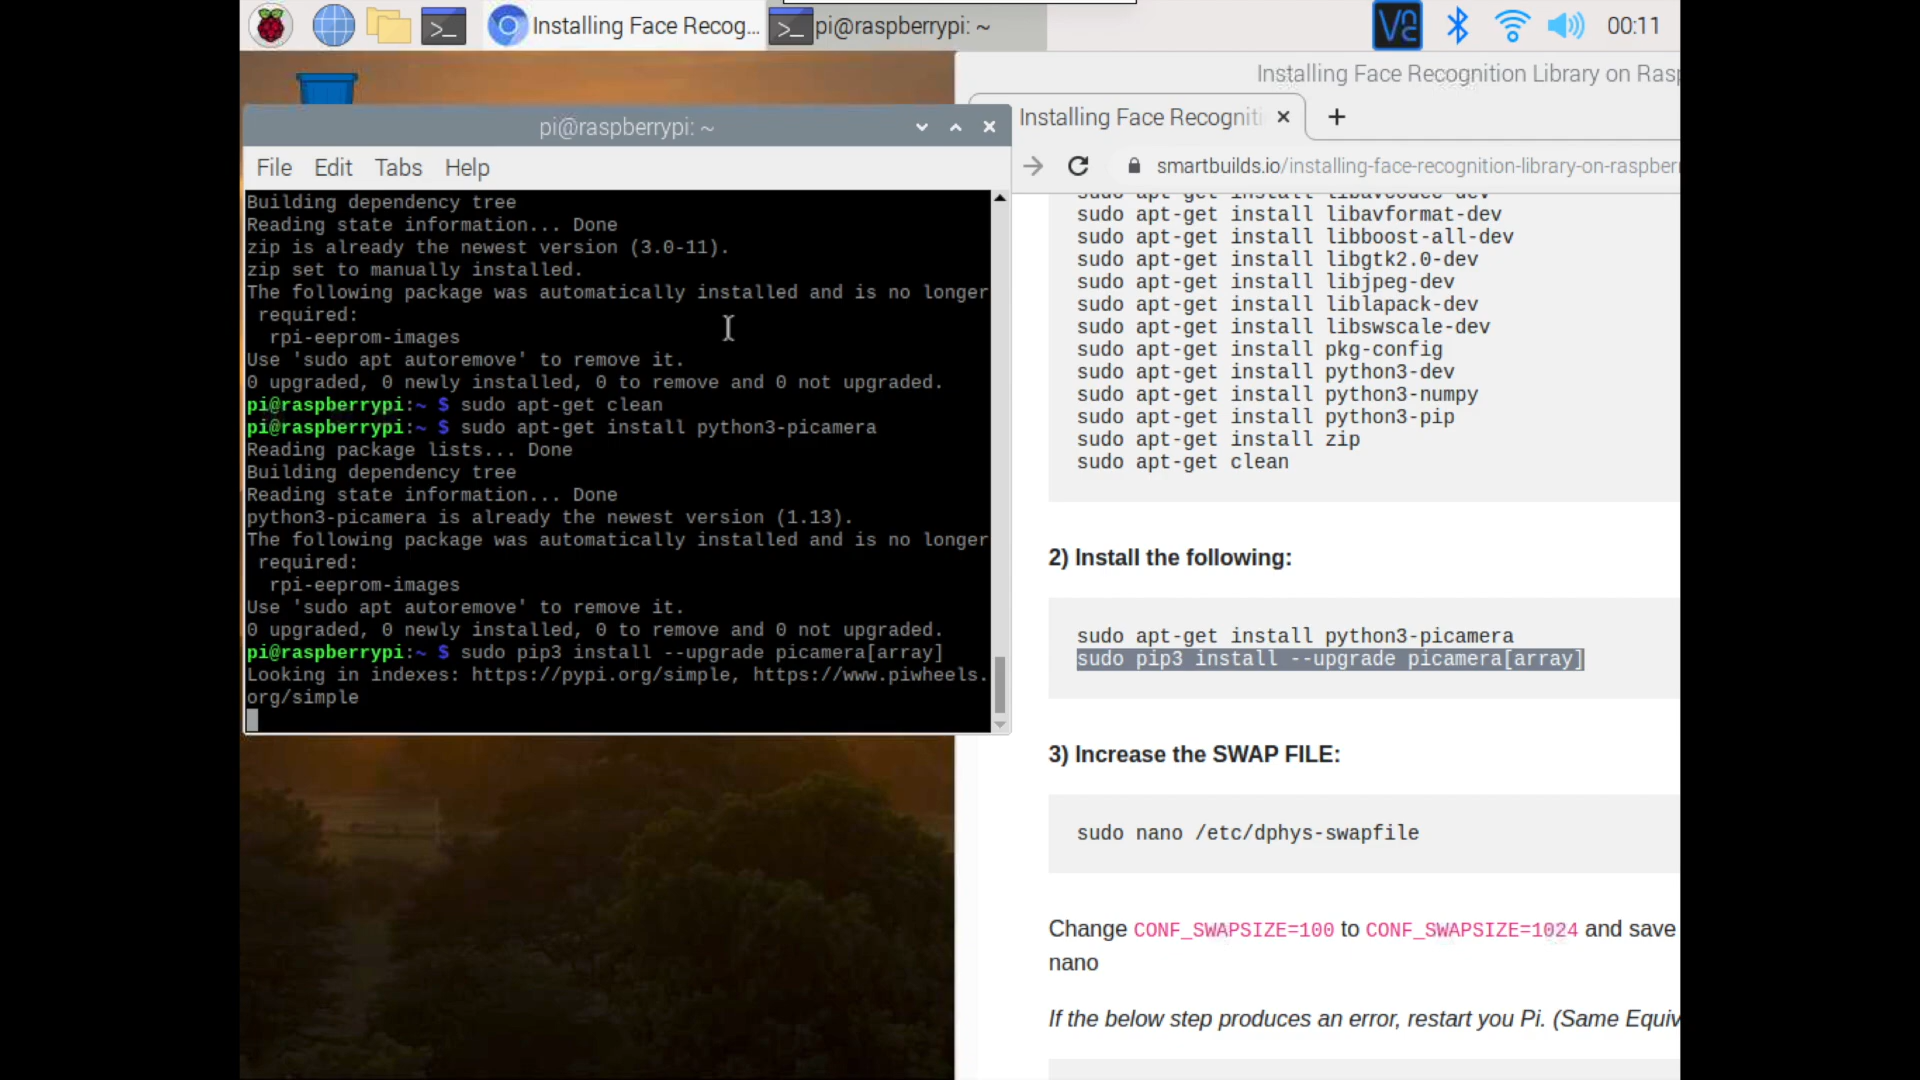 Installing Face Recog...
pi@raspberrypi: ~
00:11
Installing Face Recognition Library on Rasp
pi@raspberrypi: ~
File Edit Tabs Help
Building dependency tree
Reading state information... Done
zip is already the newest version (3.0-11).
zip set to manually installed.
The following package was automatically installed and is no longer
required:
rpi-eeprom-images
Use 'sudo apt autoremove' to remove it.
0 upgraded, 0 newly installed, 0 to remove and 0 not upgraded.
pi@raspberrypi:~ $ sudo apt-get clean
pi@raspberrypi:~ $ sudo apt-get install python3-picamera
Reading package lists... Done
Building dependency tree
Reading state information... Done
python3-picamera is already the newest version (1.13).
The following package was automatically installed and is no longer
required:
rpi-eeprom-images
Use 'sudo apt autoremove' to remove it.
0 upgraded, 0 newly installed, 0 to remove and 0 not upgraded.
pi@raspberrypi:~ $ sudo pip3 install --upgrade picamera[array]
Looking in indexes: https://pypi.org/simple, https://www.piwheels.
org/simple
Installing Face Recogniti
smartbuilds.io/installing-face-recognition-library-on-raspberr
sudo apt-get install libavcodec-dev
sudo apt-get install libavformat-dev
sudo apt-get install libboost-all-dev
sudo apt-get install libgtk2.0-dev
sudo apt-get install libjpeg-dev
sudo apt-get install liblapack-dev
sudo apt-get install libswscale-dev
sudo apt-get install pkg-config
sudo apt-get install python3-dev
sudo apt-get install python3-numpy
sudo apt-get install python3-pip
sudo apt-get install zip
sudo apt-get clean
2) Install the following:
sudo apt-get install python3-picamera
sudo pip3 install --upgrade picamera[array]
3) Increase the SWAP FILE:
sudo nano /etc/dphys-swapfile
Change CONF_SWAPSIZE=100 to CONF_SWAPSIZE=1024 and save
nano
If the below step produces an error, restart you Pi. (Same Equiv